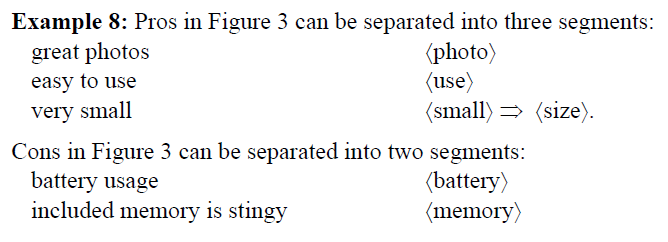 Example 8: Pros in Figure 3 can be separated into three segments:
great photos ⟨photo⟩
easy to use ⟨use⟩
very small ⟨small⟩ ⇒ ⟨size⟩.
Cons in Figure 3 can be separated into two segments:
battery usage ⟨battery⟩
included memory is stingy ⟨memory⟩